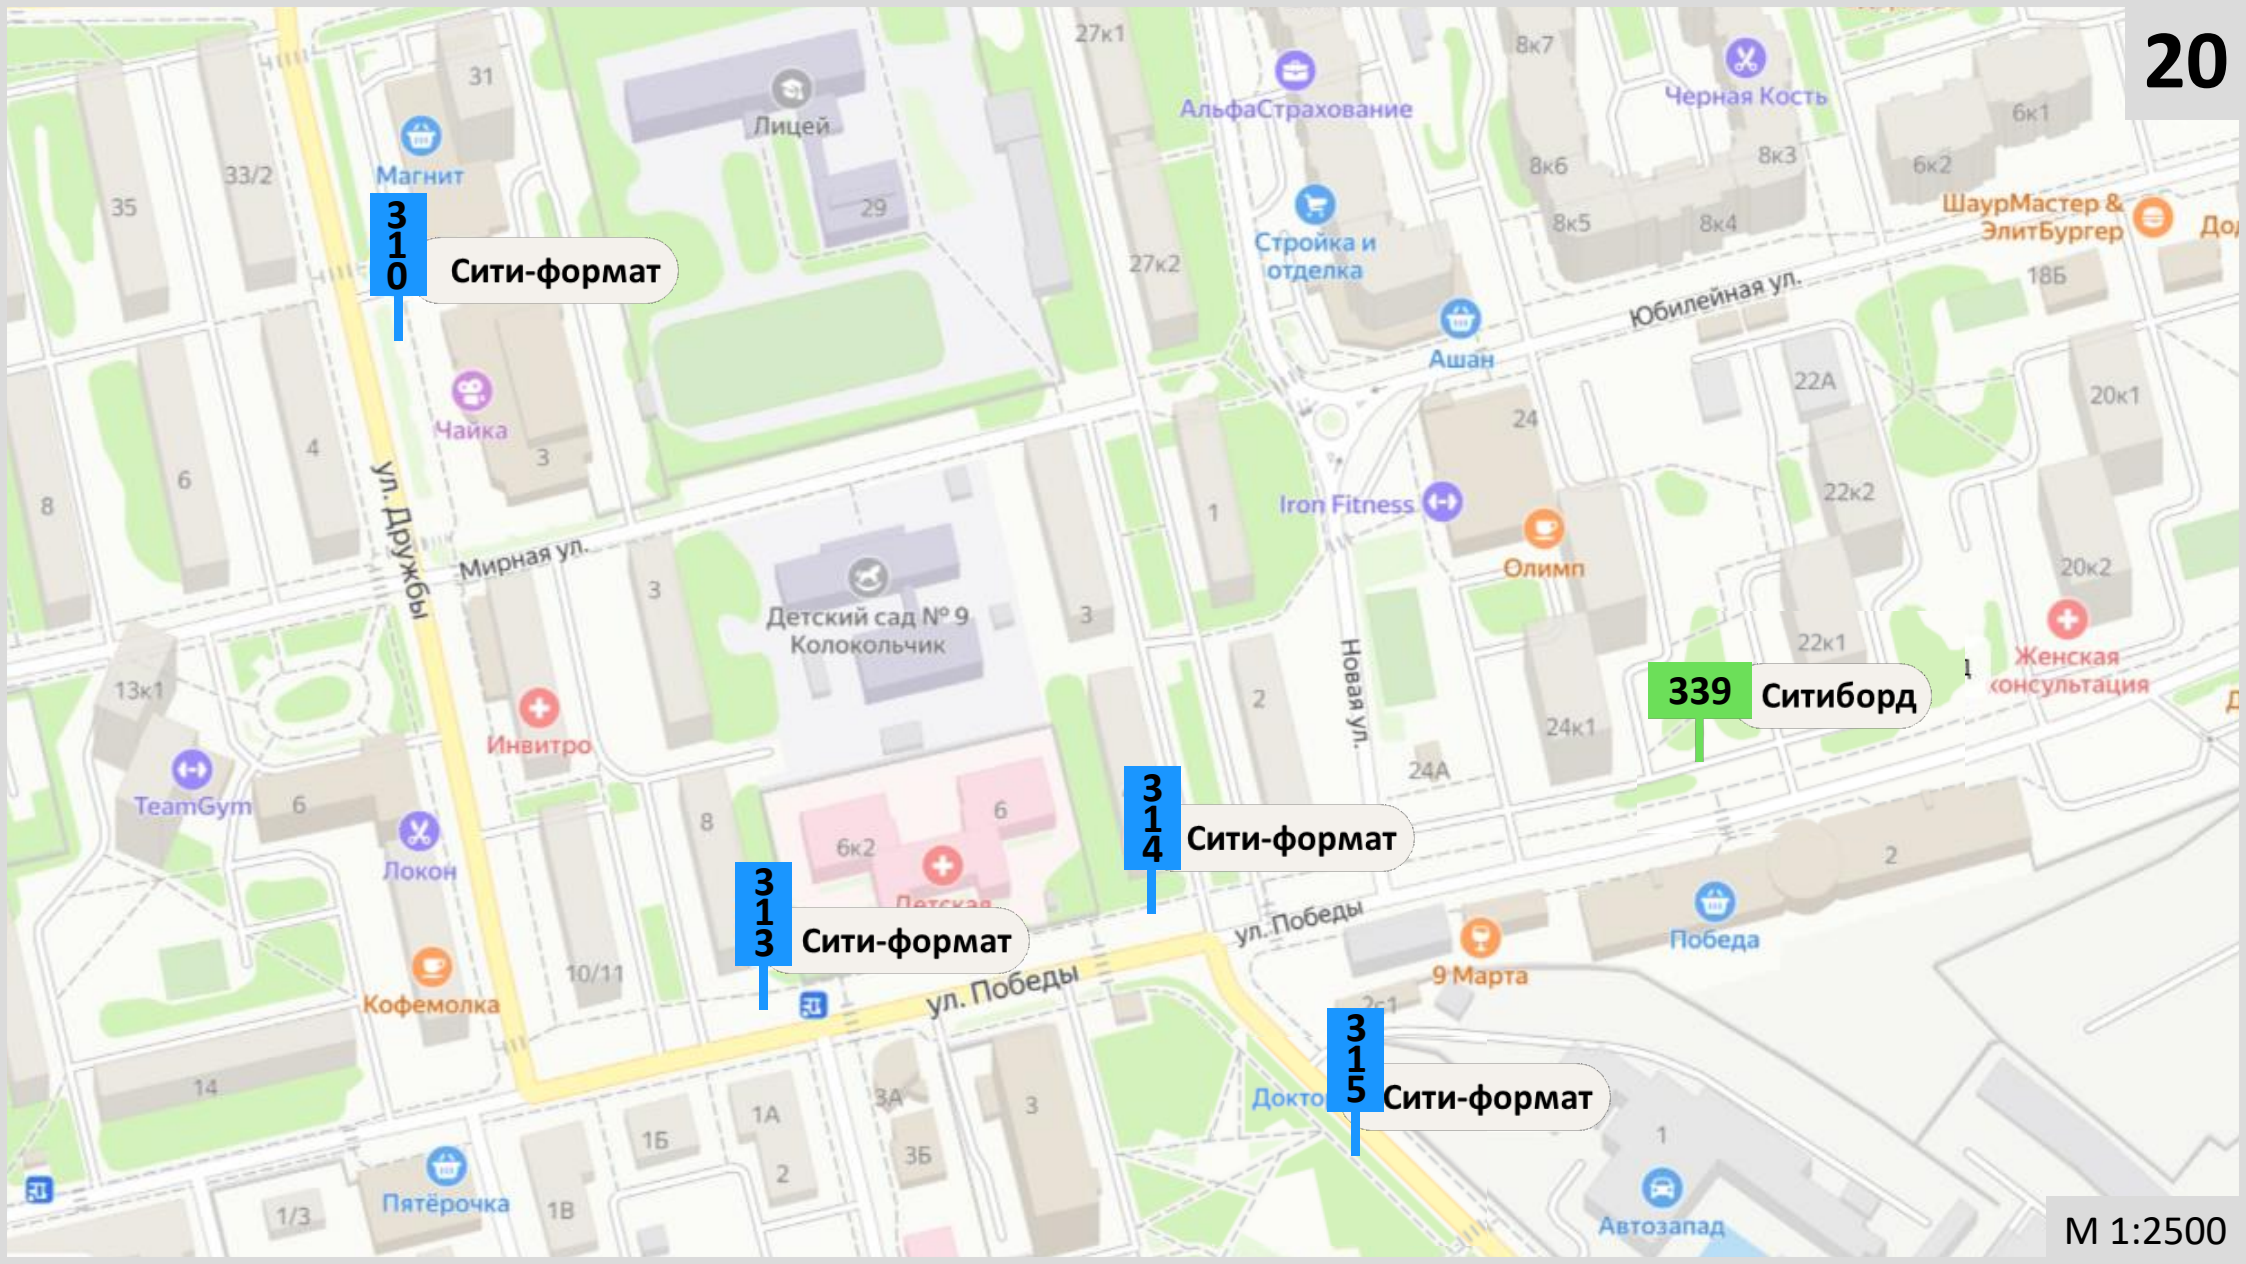 20
27к1
8к7
31
Черная Кость
АльфаСтрахование
6к1
Лицей
8к6
8к3
6к2
Магнит
33/2
35
29
ШаурМастер &
ЭлитБургер
8к5
8к4
310
Сити-формат
Стройка и
отделка
27к2
18Б
Юбилейная ул.
Ашан
22А
20к1
24
Чайка
4
3
6
8
ул. Дружбы
1
Iron Fitness
22к2
Олимп
Мирная ул.
20к2
3
Детский сад № 9
Колокольчик
3
22к1
Женская
консультация
13к1
2
Новая ул.
339
Ситиборд
Инвитро
24к1
24А
TeamGym
6
8
6
6к2
314
Сити-формат
2
Локон
Детская
313
Сити-формат
ул. Победы
Победа
9 Марта
10/11
Кофемолка
ул. Победы
2с1
315
Сити-формат
14
1А
3А
3
1Б
3Б
2
1
Пятёрочка
1/3
1В
Автозапад
М 1:2500